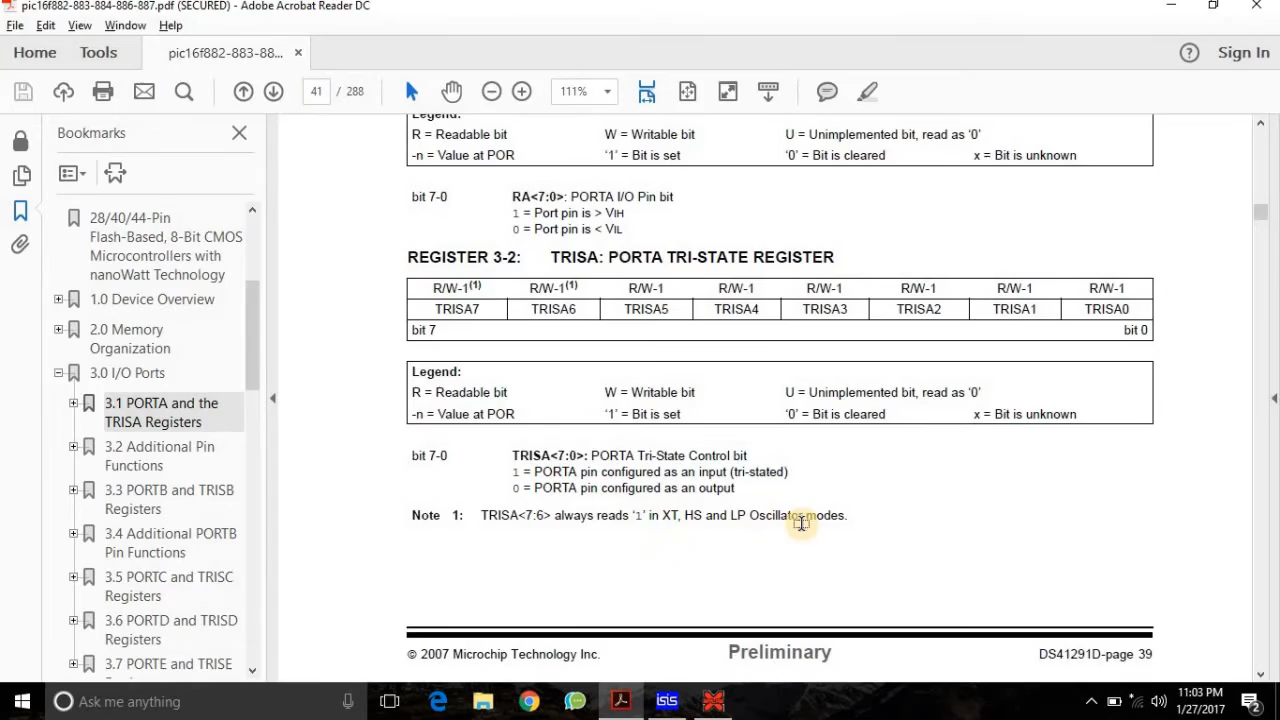 pic16f882-883-884-886-887.pdf (SECURED) - Adobe Acrobat Reader DC
File Edit View Window Help
Home Tools pic16f882-883-88... × ? Sign In
41 / 288 111%
Bookmarks
28/40/44-Pin
Flash-Based, 8-Bit CMOS
Microcontrollers with
nanoWatt Technology
1.0 Device Overview
2.0 Memory
Organization
3.0 I/O Ports
3.1 PORTA and the
TRISA Registers
3.2 Additional Pin
Functions
3.3 PORTB and TRISB
Registers
3.4 Additional PORTB
Pin Functions
3.5 PORTC and TRISC
Registers
3.6 PORTD and TRISD
Registers
3.7 PORTE and TRISE
Legend:
R = Readable bit W = Writable bit U = Unimplemented bit, read as ‘0’
-n = Value at POR ‘1’ = Bit is set ‘0’ = Bit is cleared x = Bit is unknown
bit 7-0 RA<7:0>: PORTA I/O Pin bit
1 = Port pin is > VIH
0 = Port pin is < VIL
REGISTER 3-2: TRISA: PORTA TRI-STATE REGISTER
R/W-1(1) R/W-1(1) R/W-1 R/W-1 R/W-1 R/W-1 R/W-1 R/W-1
TRISA7 TRISA6 TRISA5 TRISA4 TRISA3 TRISA2 TRISA1 TRISA0
bit 7 bit 0
Legend:
R = Readable bit W = Writable bit U = Unimplemented bit, read as ‘0’
-n = Value at POR ‘1’ = Bit is set ‘0’ = Bit is cleared x = Bit is unknown
bit 7-0 TRISA<7:0>: PORTA Tri-State Control bit
1 = PORTA pin configured as an input (tri-stated)
0 = PORTA pin configured as an output
Note 1: TRISA<7:6> always reads ‘1’ in XT, HS and LP Oscillator modes.
© 2007 Microchip Technology Inc. Preliminary DS41291D-page 39
Ask me anything isis 11:03 PM
1/27/2017 2